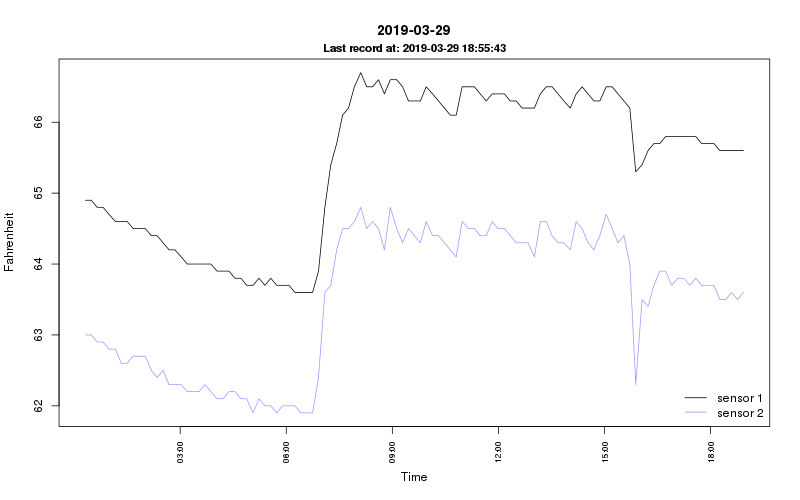 2019-03-29
Last record at: 2019-03-29 18:55:43
Fahrenheit
66
65
64
63
62
sensor 1
sensor 2
03:00
06:00
09:00
12:00
15:00
18:00
Time